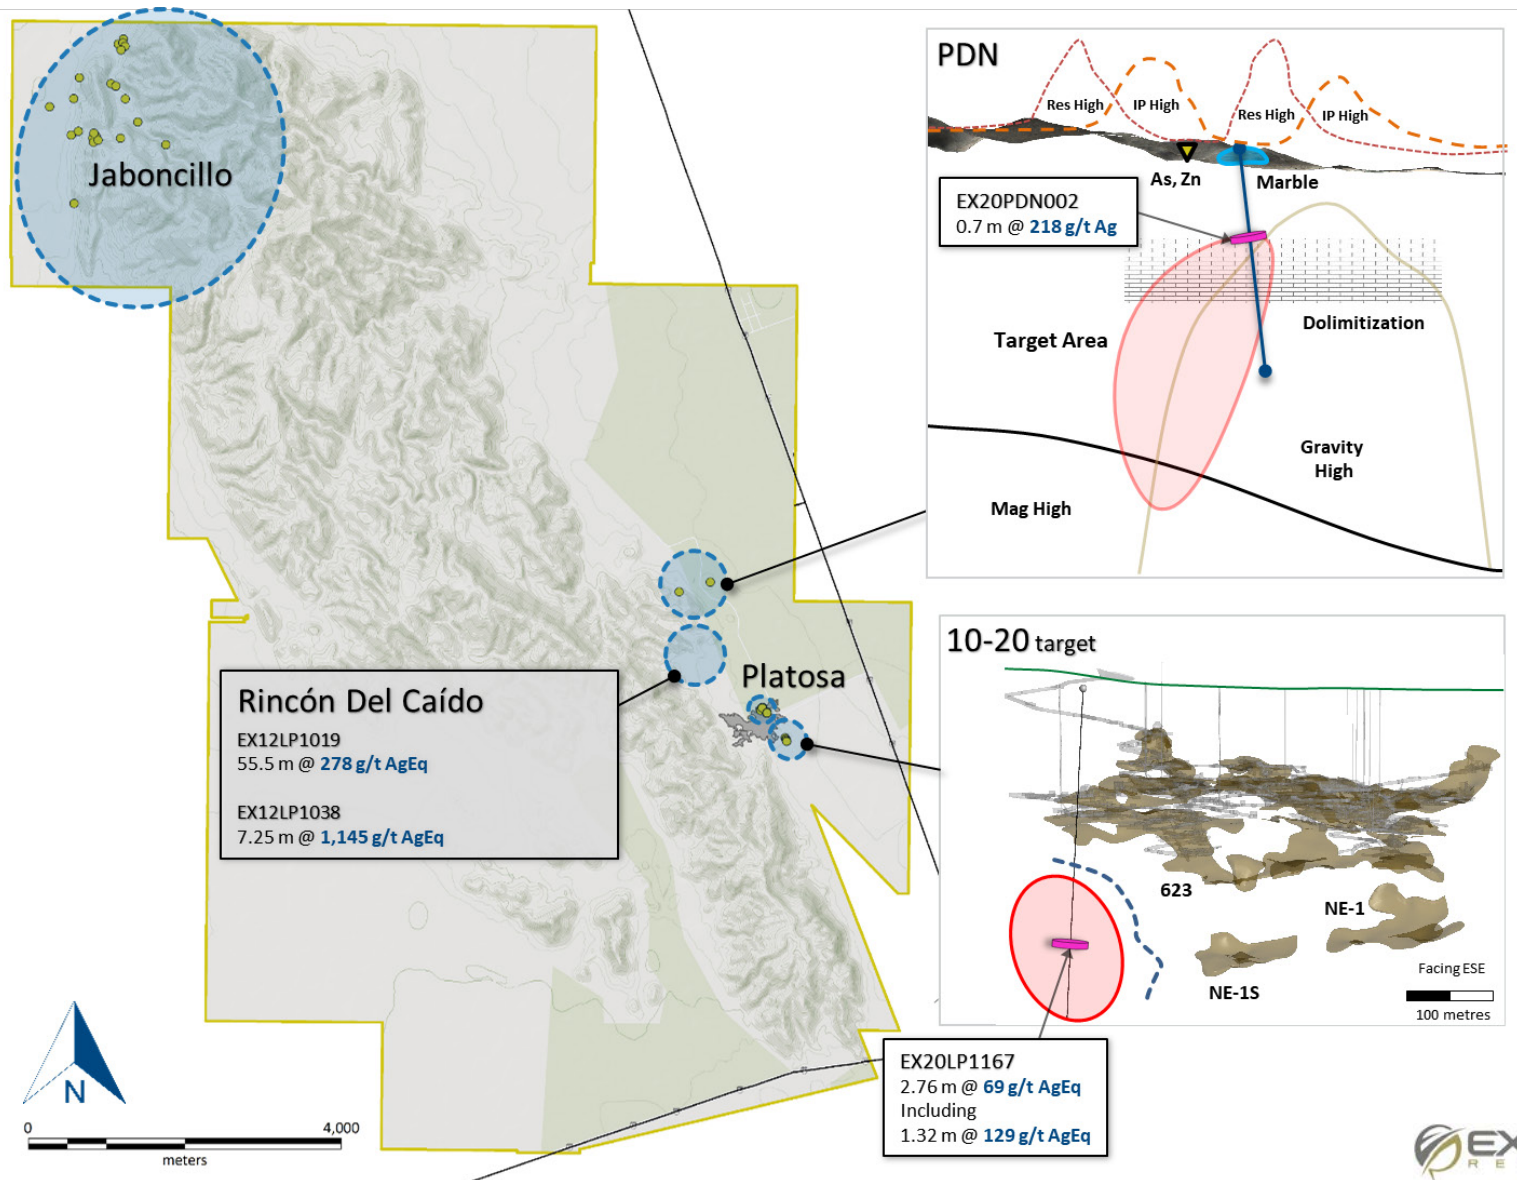 Jaboncillo
Rincón Del Caído
EX12LP1019
55.5 m @ 278 g/t AgEq
EX12LP1038
7.25 m @ 1,145 g/t AgEq
Platosa
N
0 4,000
meters
PDN
Res High
IP High
Res High
IP High
As, Zn
Marble
EX20PDN002
0.7 m @ 218 g/t Ag
Dolimitization
Target Area
Gravity
High
Mag High
10-20 target
623
NE-1
NE-1S
Facing ESE
100 metres
EX20LP1167
2.76 m @ 69 g/t AgEq
Including
1.32 m @ 129 g/t AgEq
EX
RE